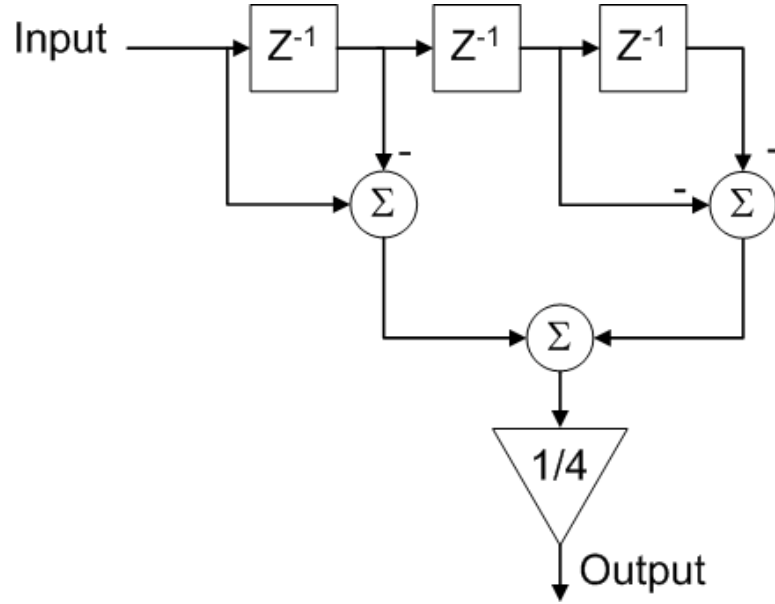 Input
Z⁻¹
Z⁻¹
Z⁻¹
-
-
-
Σ
Σ
Σ
1/4
Output